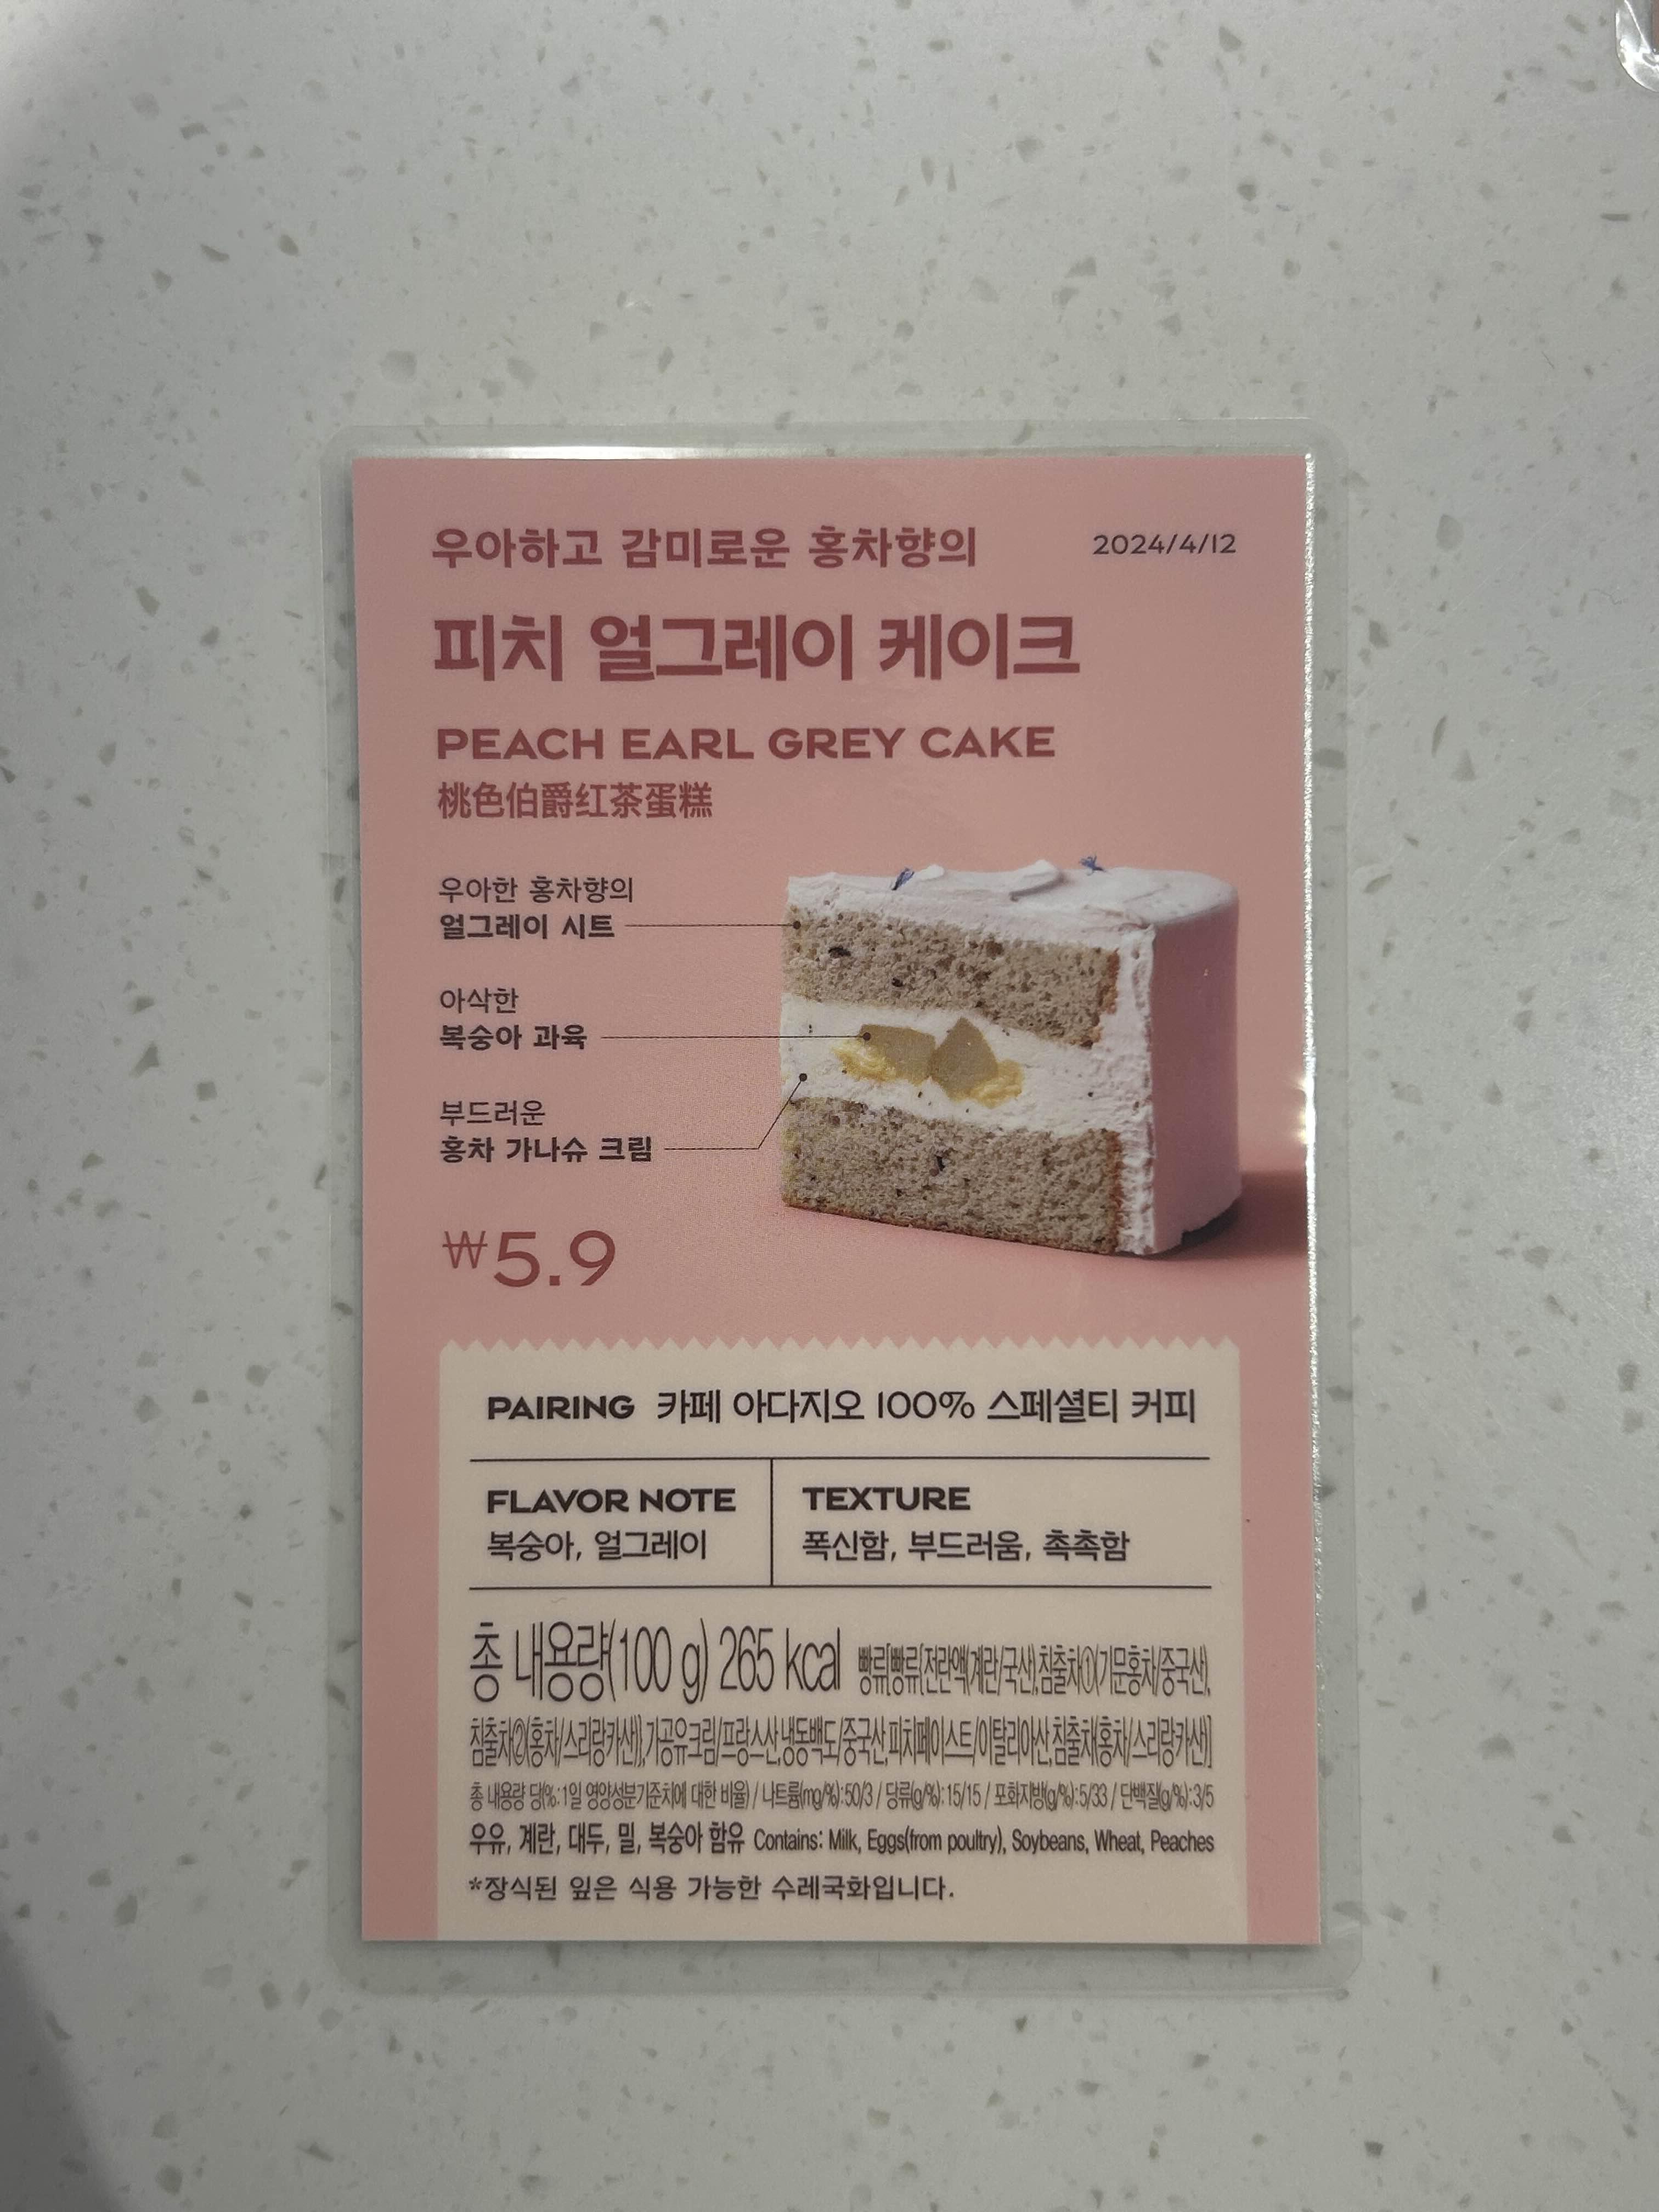 우아하고 감미로운 홍차향의 2024/4/12
피치 얼그레이 케이크
PEACH EARL GREY CAKE
桃色伯爵红茶蛋糕
우아한 홍차향의
얼그레이 시트
아삭한
복숭아 과육
부드러운
홍차 가나슈 크림
₩5.9
PAIRING 카페 아다지오 100% 스페셜티 커피
FLAVOR NOTE
복숭아, 얼그레이
TEXTURE
폭신함, 부드러움, 촉촉함
총 내용량(100 g) 265 kcal 빵류[빵류{전란액(계란/국산),침출차①(기문홍차/중국산),
침출차②(홍차/스리랑카산)},가공유크림/프랑스산,냉동백도/중국산,피치페이스트/이탈리아산,침출차(홍차/스리랑카산)]
총 내용량 당(%:1일 영양성분기준치에 대한 비율) / 나트륨(mg/%):50/3 / 당류(g/%):15/15 / 포화지방(g/%):5/33 / 단백질(g/%):3/5
우유, 계란, 대두, 밀, 복숭아 함유 Contains: Milk, Eggs(from poultry), Soybeans, Wheat, Peaches
*장식된 잎은 식용 가능한 수레국화입니다.